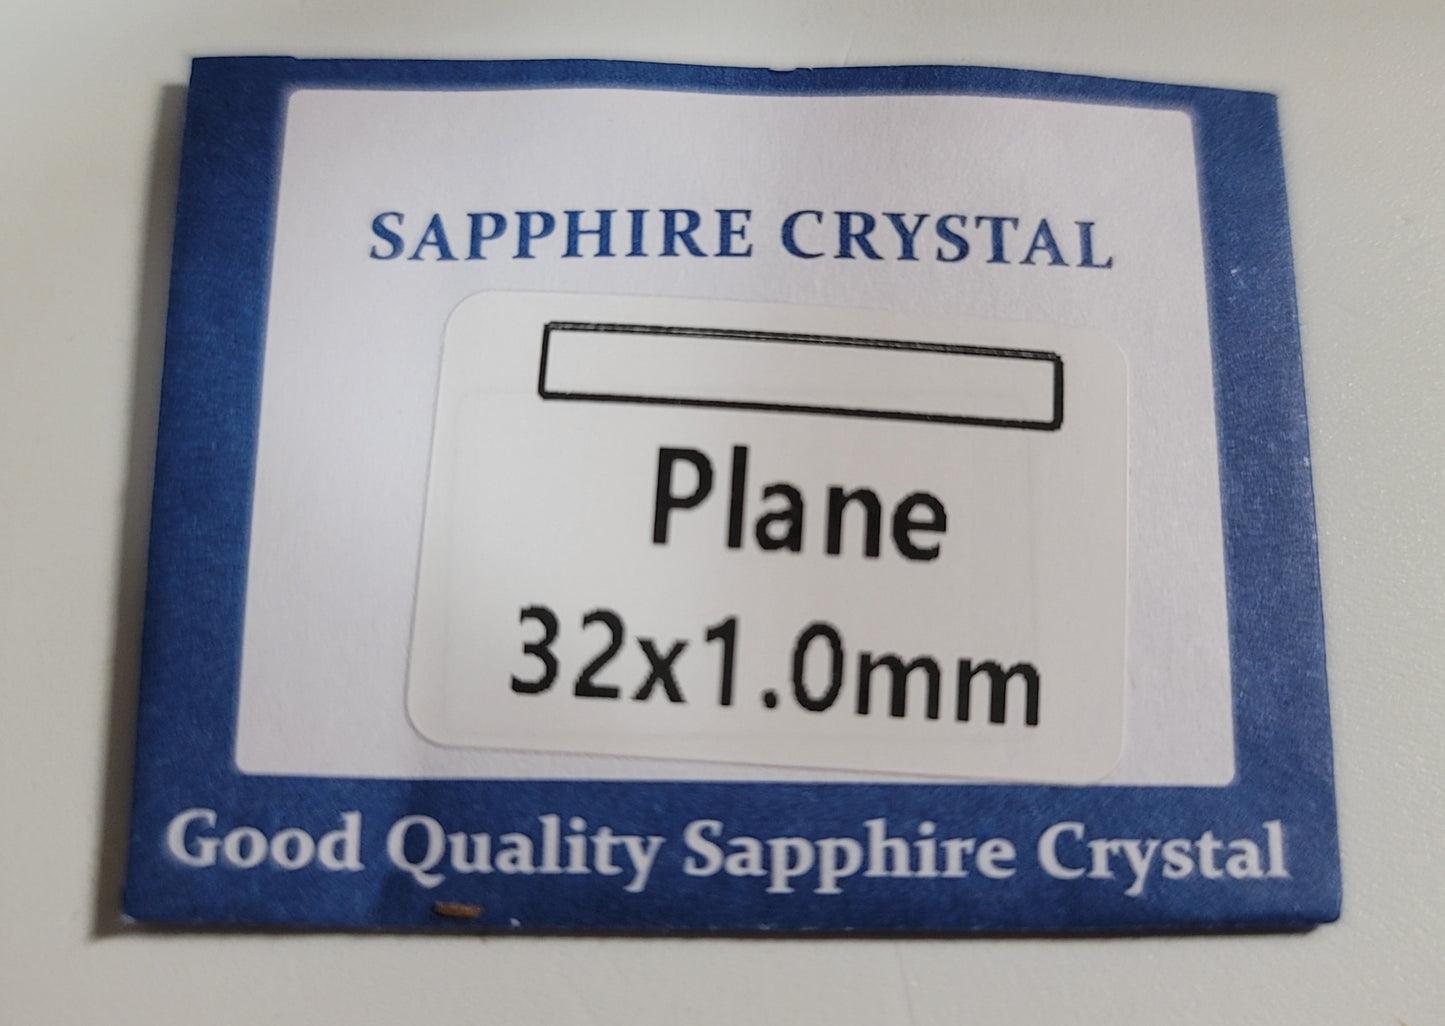 SAPPHIRE CRYSTAL
Plane
32x1.0mm
Good Quality Sapphire Crystal